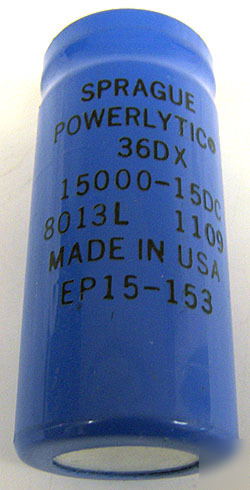 SPRAGUE
POWERLYTIC®
36DX
15000-15DC
8013L 1109
MADE IN USA
EP15-153